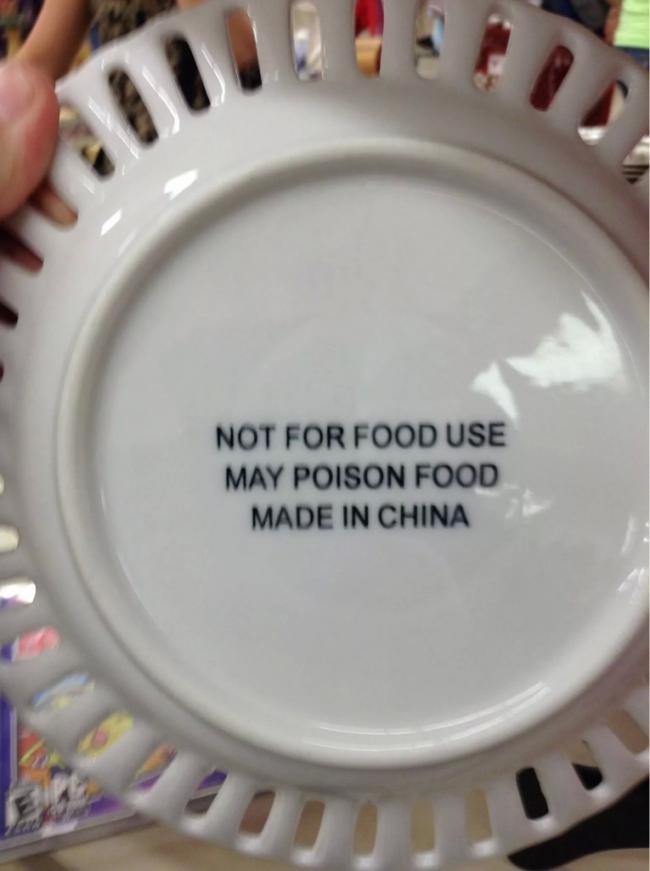 NOT FOR FOOD USE
MAY POISON FOOD
MADE IN CHINA
E